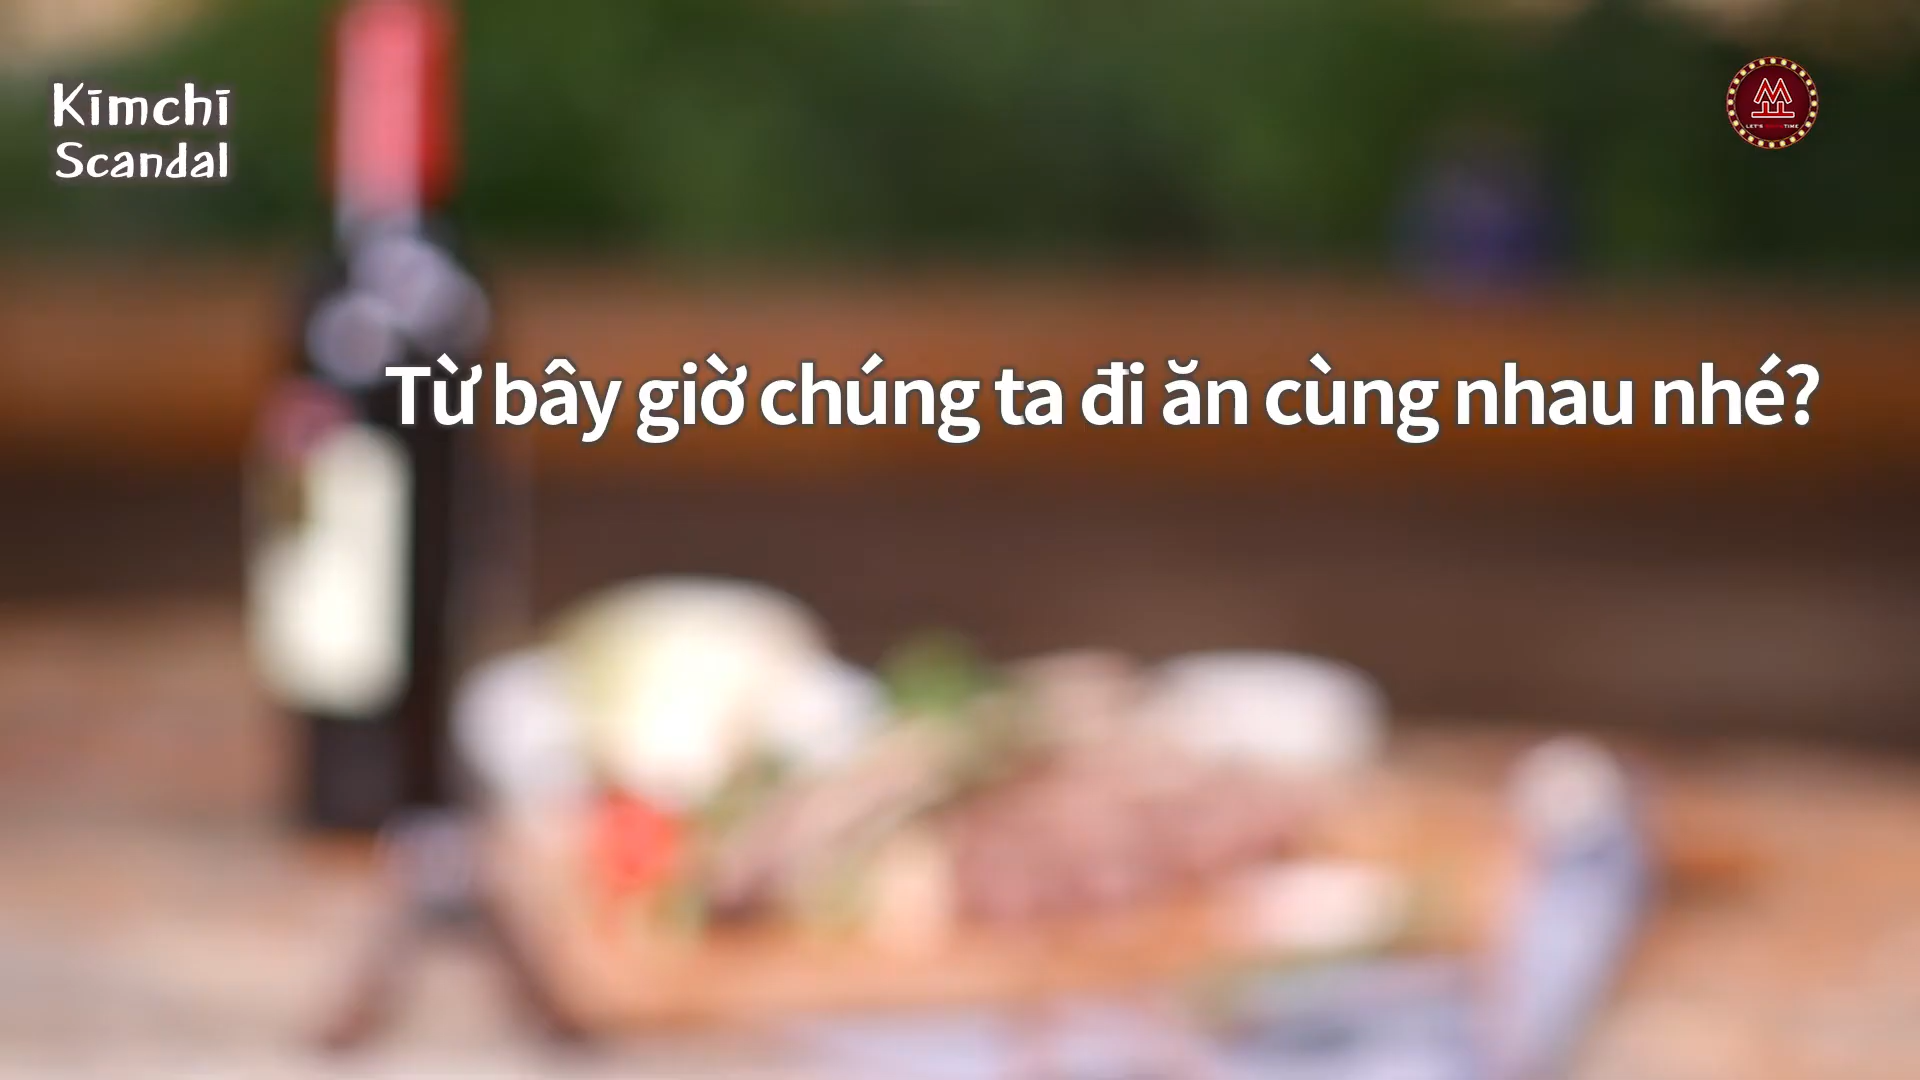 Kimchi
Scandal
Từ bây giờ chúng ta đi ăn cùng nhau nhé?